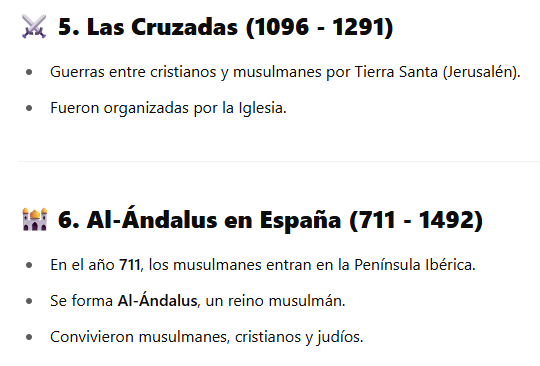 ⚔️ 5. Las Cruzadas (1096 - 1291)
• Guerras entre cristianos y musulmanes por Tierra Santa (Jerusalén).
• Fueron organizadas por la Iglesia.
🕌 6. Al-Ándalus en España (711 - 1492)
• En el año 711, los musulmanes entran en la Península Ibérica.
• Se forma Al-Ándalus, un reino musulmán.
• Convivieron musulmanes, cristianos y judíos.